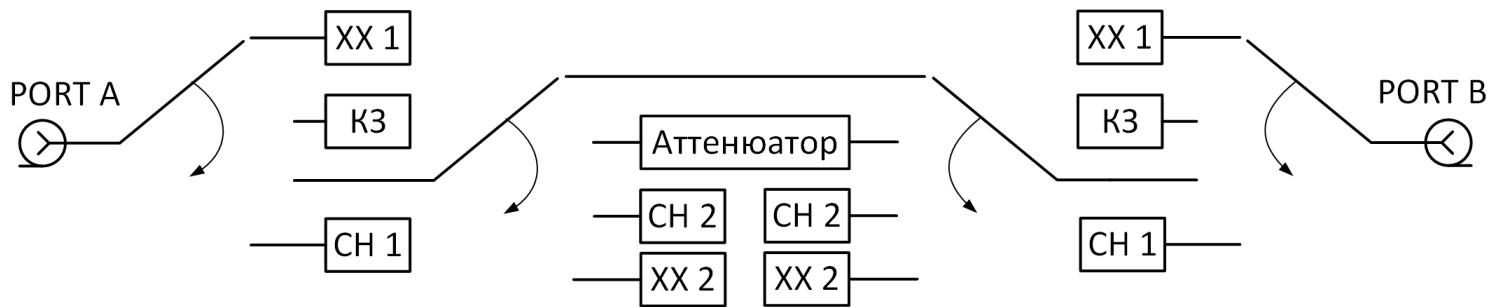 XX 1
XX 1
PORT A
PORT B
КЗ
КЗ
Аттенюатор
СН 2
СН 2
СН 1
СН 1
XX 2
XX 2